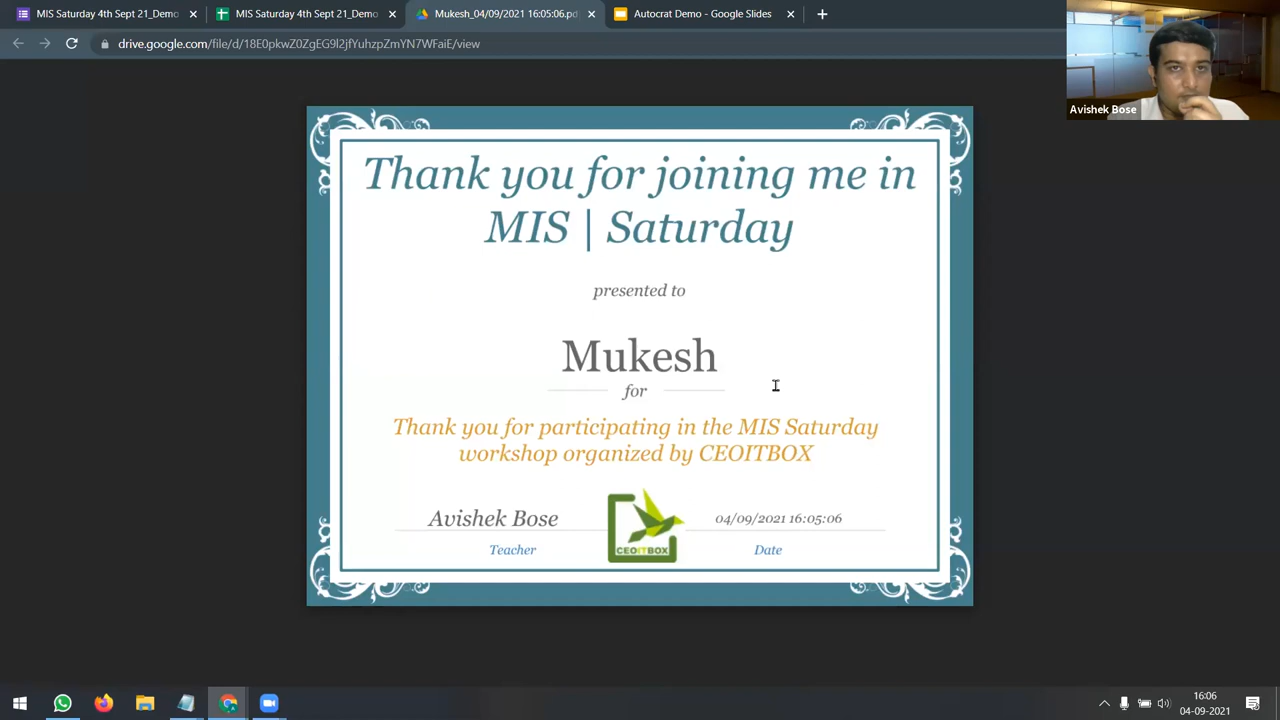 MIS Saturday 4th Sept 21_Demo
MIS Saturday 4th Sept 21_Demo
Mukesh_04/09/2021 16:05:06.pd
Autocrat Demo - Google Slides
drive.google.com/file/d/18E0pkwZ0ZgEG9l2jfYuhzpZmYN7WFaiE/view
Avishek Bose
Thank you for joining me in
MIS | Saturday
presented to
Mukesh
for
Thank you for participating in the MIS Saturday
workshop organized by CEOITBOX
Avishek Bose
04/09/2021 16:05:06
CEOITBOX
Teacher
Date
16:06
04-09-2021